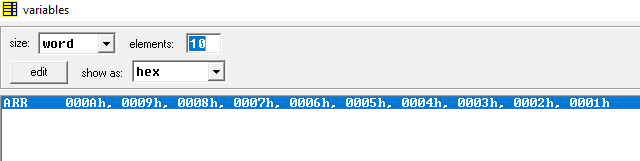 variables
size: word elements: 10
edit show as: hex
ARR 000Ah, 0009h, 0008h, 0007h, 0006h, 0005h, 0004h, 0003h, 0002h, 0001h